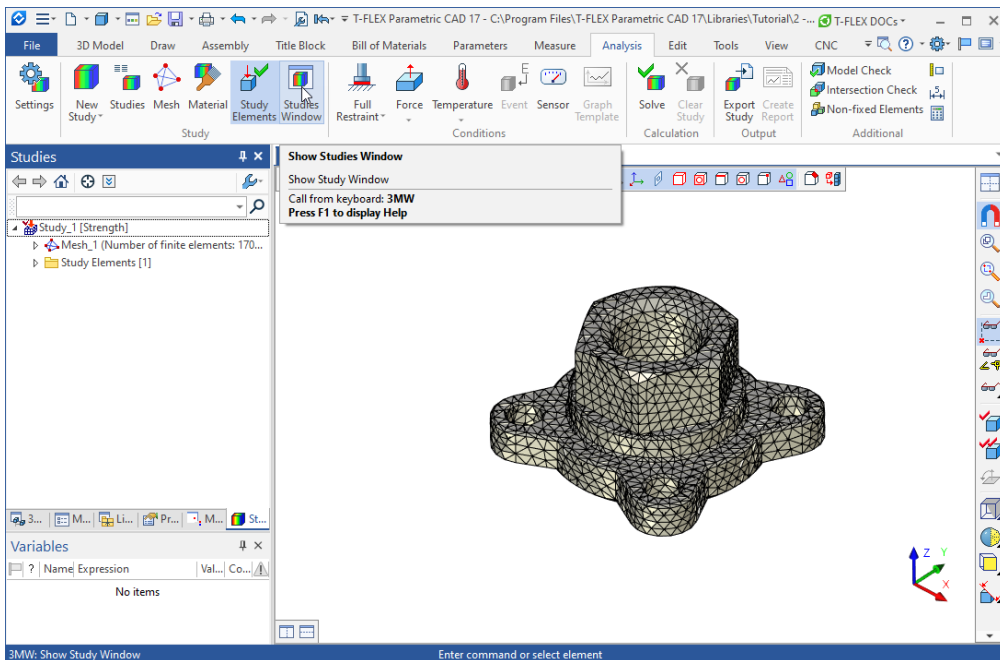 T-FLEX Parametric CAD 17 - C:\Program Files\T-FLEX Parametric CAD 17\Libraries\Tutorial\2 -...
T-FLEX DOCs
File 3D Model Draw Assembly Title Block Bill of Materials Parameters Measure Analysis Edit Tools View CNC
Settings
New Study
Studies
Mesh
Material
Study Elements
Studies Window
Full Restraint
Force
Temperature
Event
Sensor
Graph Template
Solve
Clear Study
Export Study
Create Report
Model Check
Intersection Check
Non-fixed Elements
Study Conditions Calculation Output Additional
Studies
Show Studies Window
Show Study Window
Call from keyboard: 3MW
Press F1 to display Help
Study_1 [Strength]
Mesh_1 (Number of finite elements: 170...
Study Elements [1]
3... M... Li... Pr... M... St...
Variables
? Name Expression Val... Co...
No items
Z Y
X
3MW: Show Study Window Enter command or select element